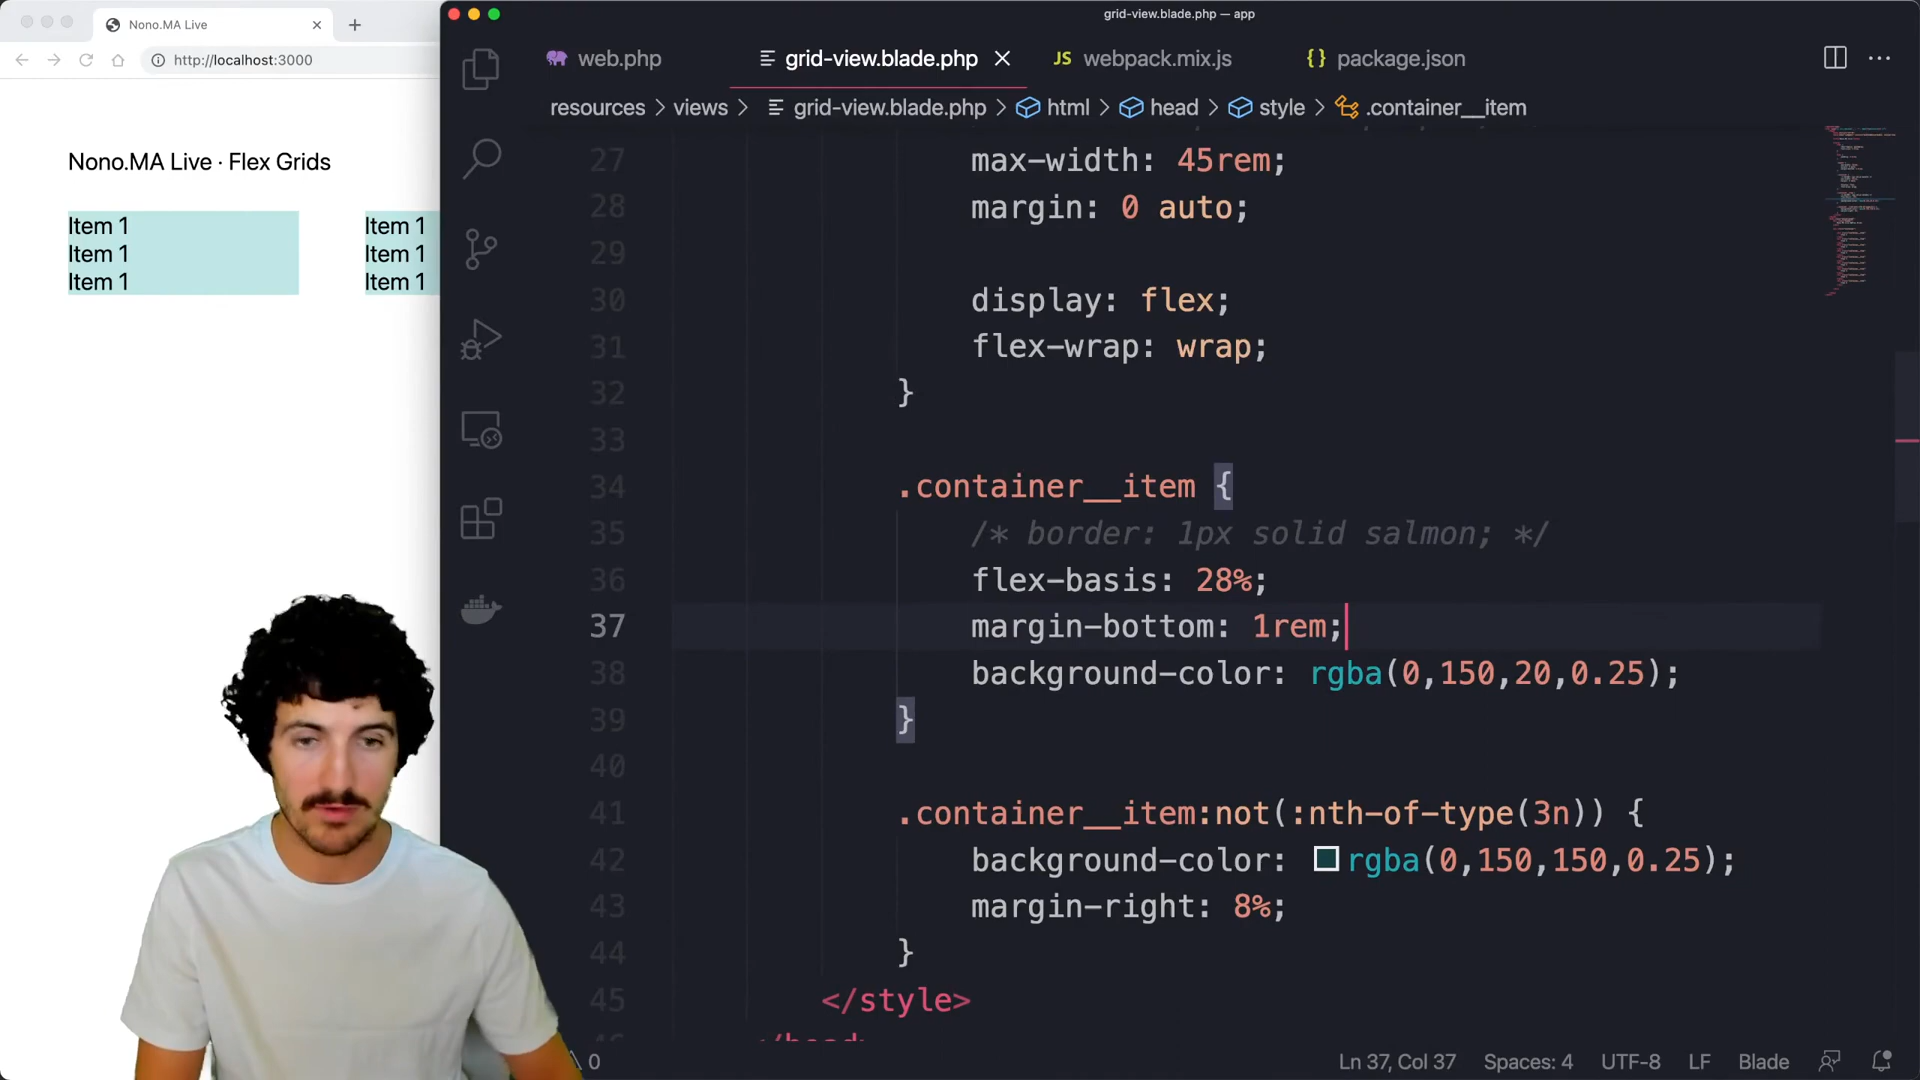 Nono.MA Live
http://localhost:3000
Nono.MA Live · Flex Grids
Item 1
Item 1
Item 1
Item 1
Item 1
Item 1
grid-view.blade.php — app
web.php
grid-view.blade.php
JS webpack.mix.js
{} package.json
resources > views > grid-view.blade.php > html > head > style > .container__item
27 max-width: 45rem;
28 margin: 0 auto;
29
30 display: flex;
31 flex-wrap: wrap;
32 }
33
34 .container__item {
35 /* border: 1px solid salmon; */
36 flex-basis: 28%;
37 margin-bottom: 1rem;
38 background-color: rgba(0,150,20,0.25);
39 }
40
41 .container__item:not(:nth-of-type(3n)) {
42 background-color: rgba(0,150,150,0.25);
43 margin-right: 8%;
44 }
45 </style>
0
Ln 37, Col 37
Spaces: 4
UTF-8
LF
Blade